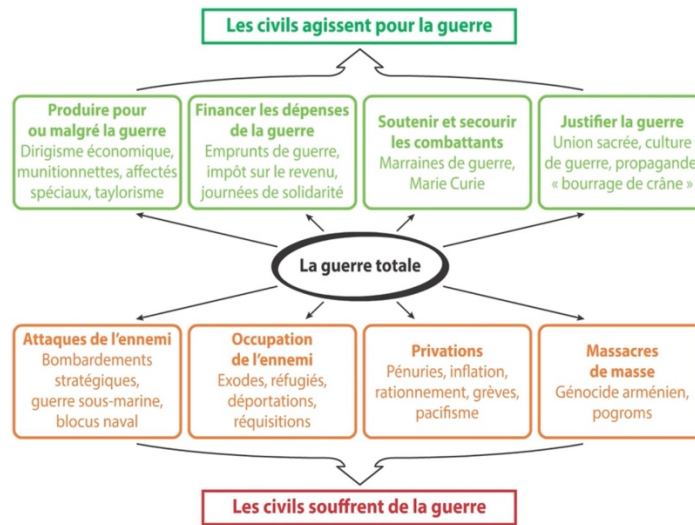 Les civils agissent pour la guerre
Produire pour
ou malgré la guerre
Dirigisme économique,
munitionnettes, affectés
spéciaux, taylorisme
Financer les dépenses
de la guerre
Emprunts de guerre,
impôt sur le revenu,
journées de solidarité
Soutenir et secourir
les combattants
Marraines de guerre,
Marie Curie
Justifier la guerre
Union sacrée, culture
de guerre, propagande
« bourrage de crâne »
La guerre totale
Attaques de l'ennemi
Bombardements
stratégiques,
guerre sous-marine,
blocus naval
Occupation
de l'ennemi
Exodes, réfugiés,
déportations,
réquisitions
Privations
Pénuries, inflation,
rationnement, grèves,
pacifisme
Massacres
de masse
Génocide arménien,
pogroms
Les civils souffrent de la guerre